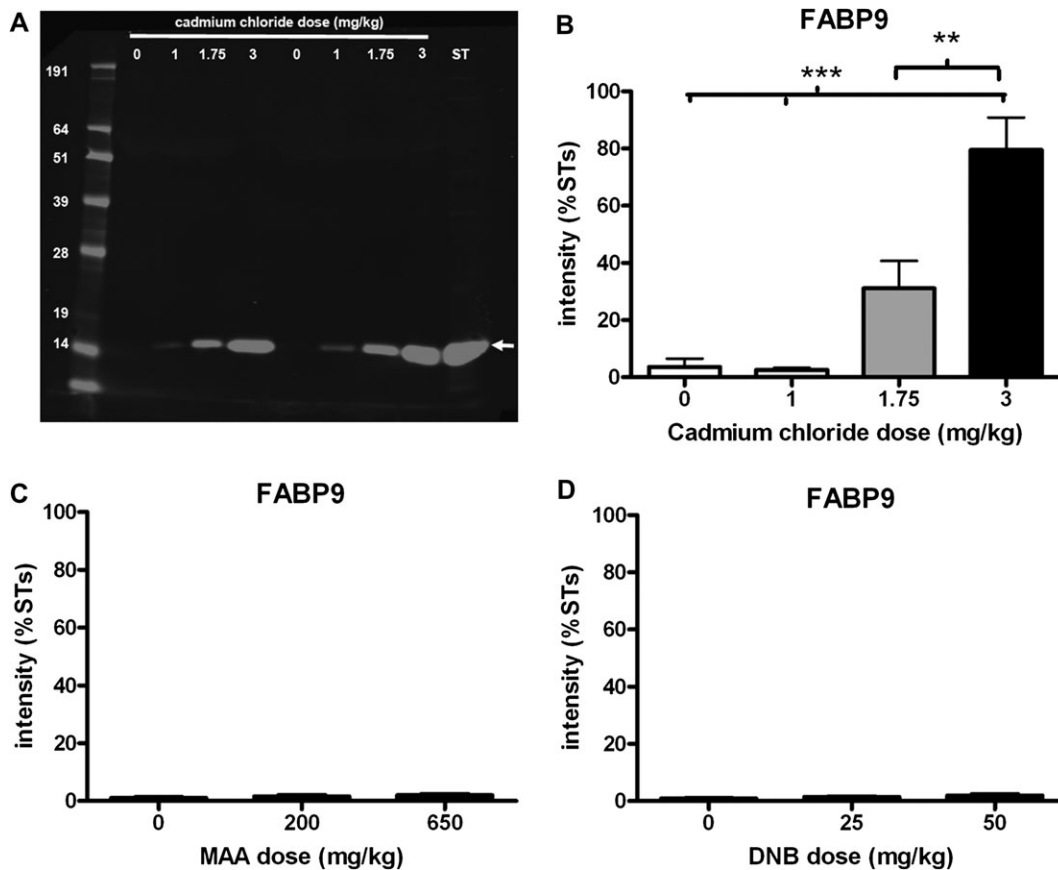 A
cadmium chloride dose (mg/kg)
0 1 1.75 3 0 1 1.75 3 ST
191
64
51
39
28
19
14
B
FABP9
**
***
100
80
60
40
20
0
intensity (%STs)
0 1 1.75 3
Cadmium chloride dose (mg/kg)
C
FABP9
100
80
60
40
20
0
intensity (%STs)
0 200 650
MAA dose (mg/kg)
D
FABP9
100
80
60
40
20
0
intensity (%STs)
0 25 50
DNB dose (mg/kg)